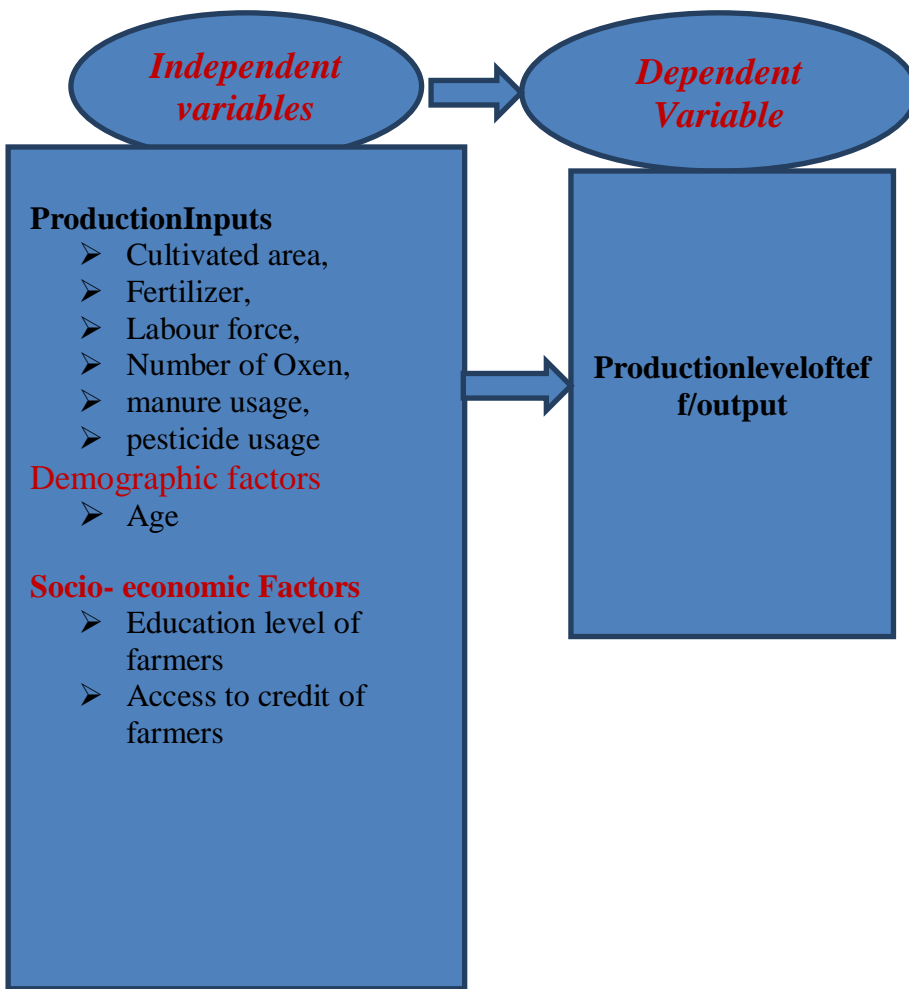 Independent
variables
Dependent
Variable
ProductionInputs
➢ Cultivated area,
➢ Fertilizer,
➢ Labour force,
➢ Number of Oxen,
➢ manure usage,
➢ pesticide usage
Demographic factors
➢ Age
Socio- economic Factors
➢ Education level of
farmers
➢ Access to credit of
farmers
Productionleveloftef
f/output